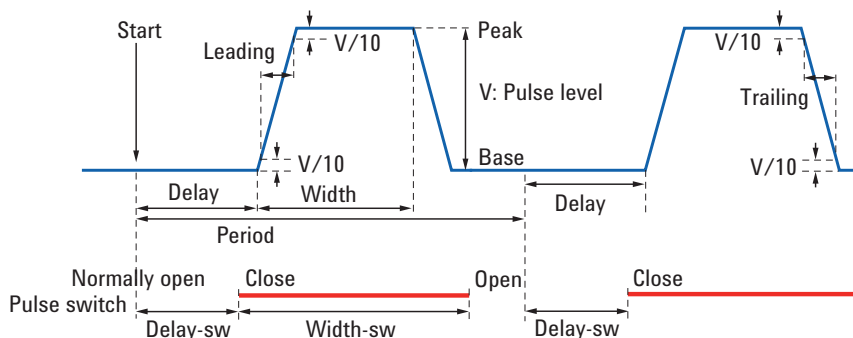 Start
Leading
V/10
Peak
V/10
V: Pulse level
Trailing
V/10
Base
V/10
Delay
Width
Delay
Period
Normally open
Close
Open
Close
Pulse switch
Delay-sw
Width-sw
Delay-sw